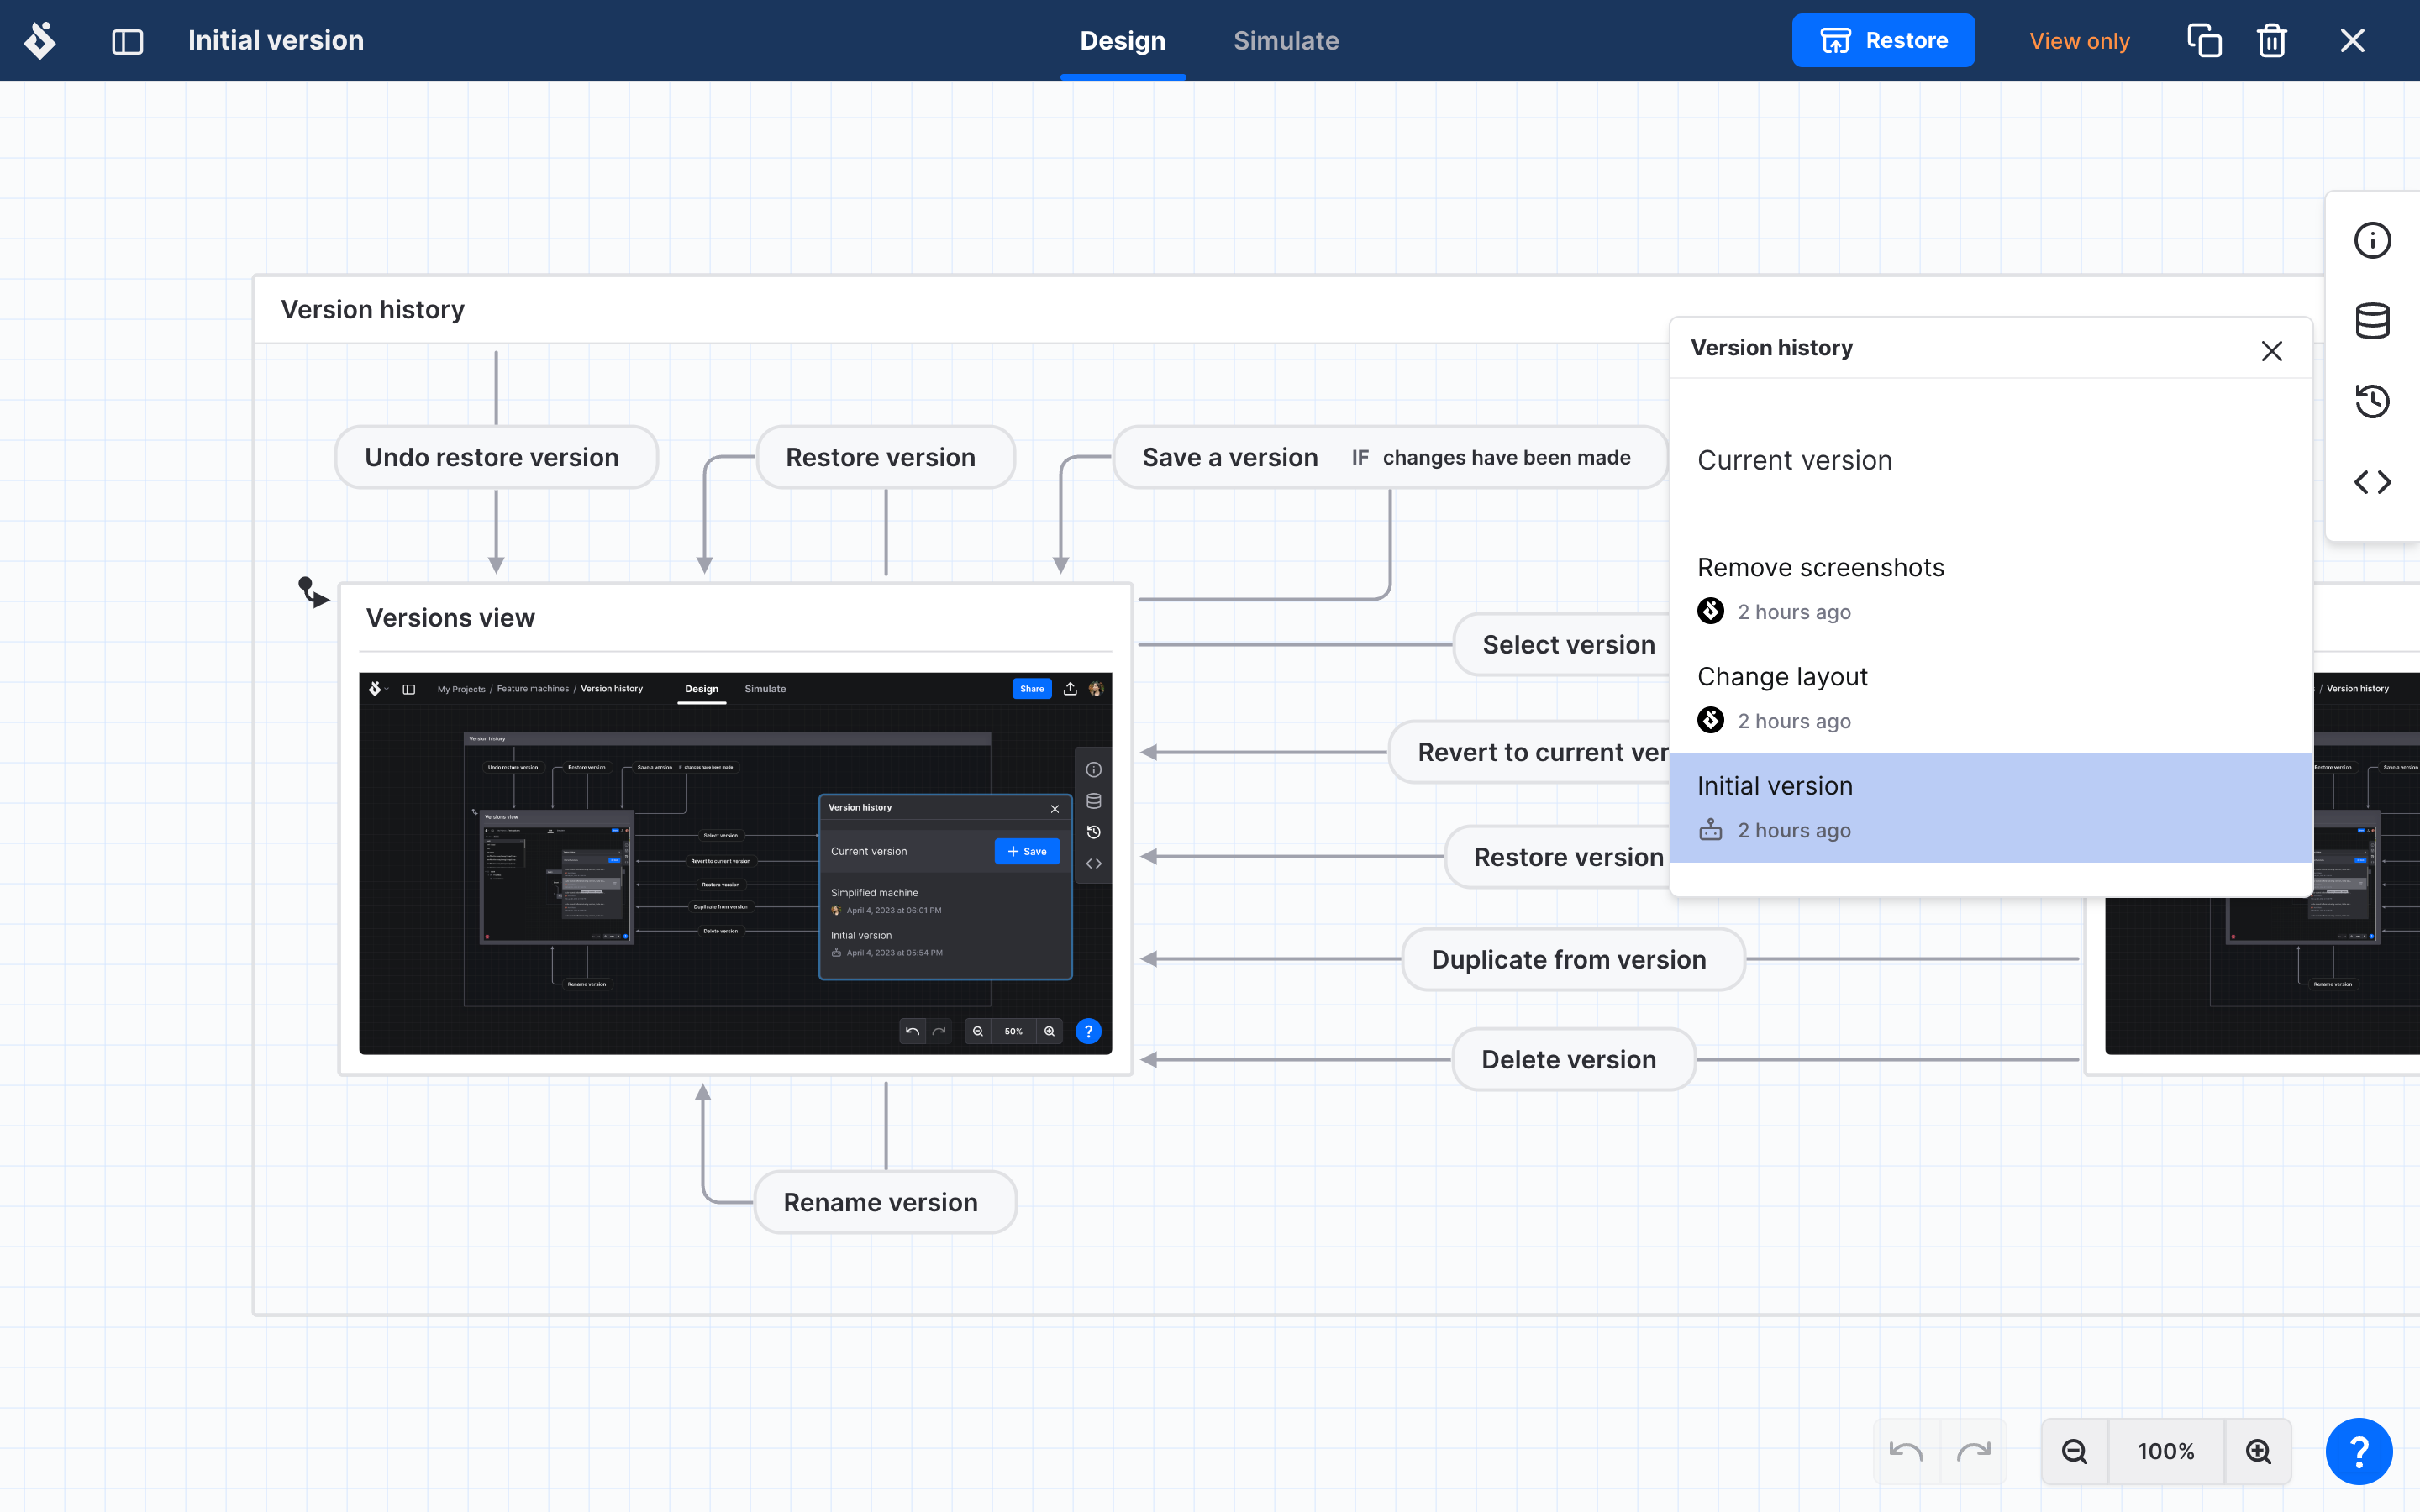 Initial version
Design
Simulate
Restore
View only
Version history
Undo restore version
Restore version
Save a version IF changes have been made
Versions view
My Projects / Feature machines / Version history
Design
Simulate
Share
Version history
Undo restore version
Restore version
Save a version IF changes have been made
Versions view
Select version
Revert to current version
Restore version
Duplicate from version
Delete version
Rename version
Version history
Current version
+ Save
Simplified machine
April 4, 2023 at 06:01 PM
Initial version
April 4, 2023 at 05:54 PM
50%
?
Select version
Revert to current ver
Restore version
Duplicate from version
Delete version
Rename version
Version history
Current version
Remove screenshots
2 hours ago
Change layout
2 hours ago
Initial version
2 hours ago
/ Version history
Restore version
Save a version
Rename version
100%
?